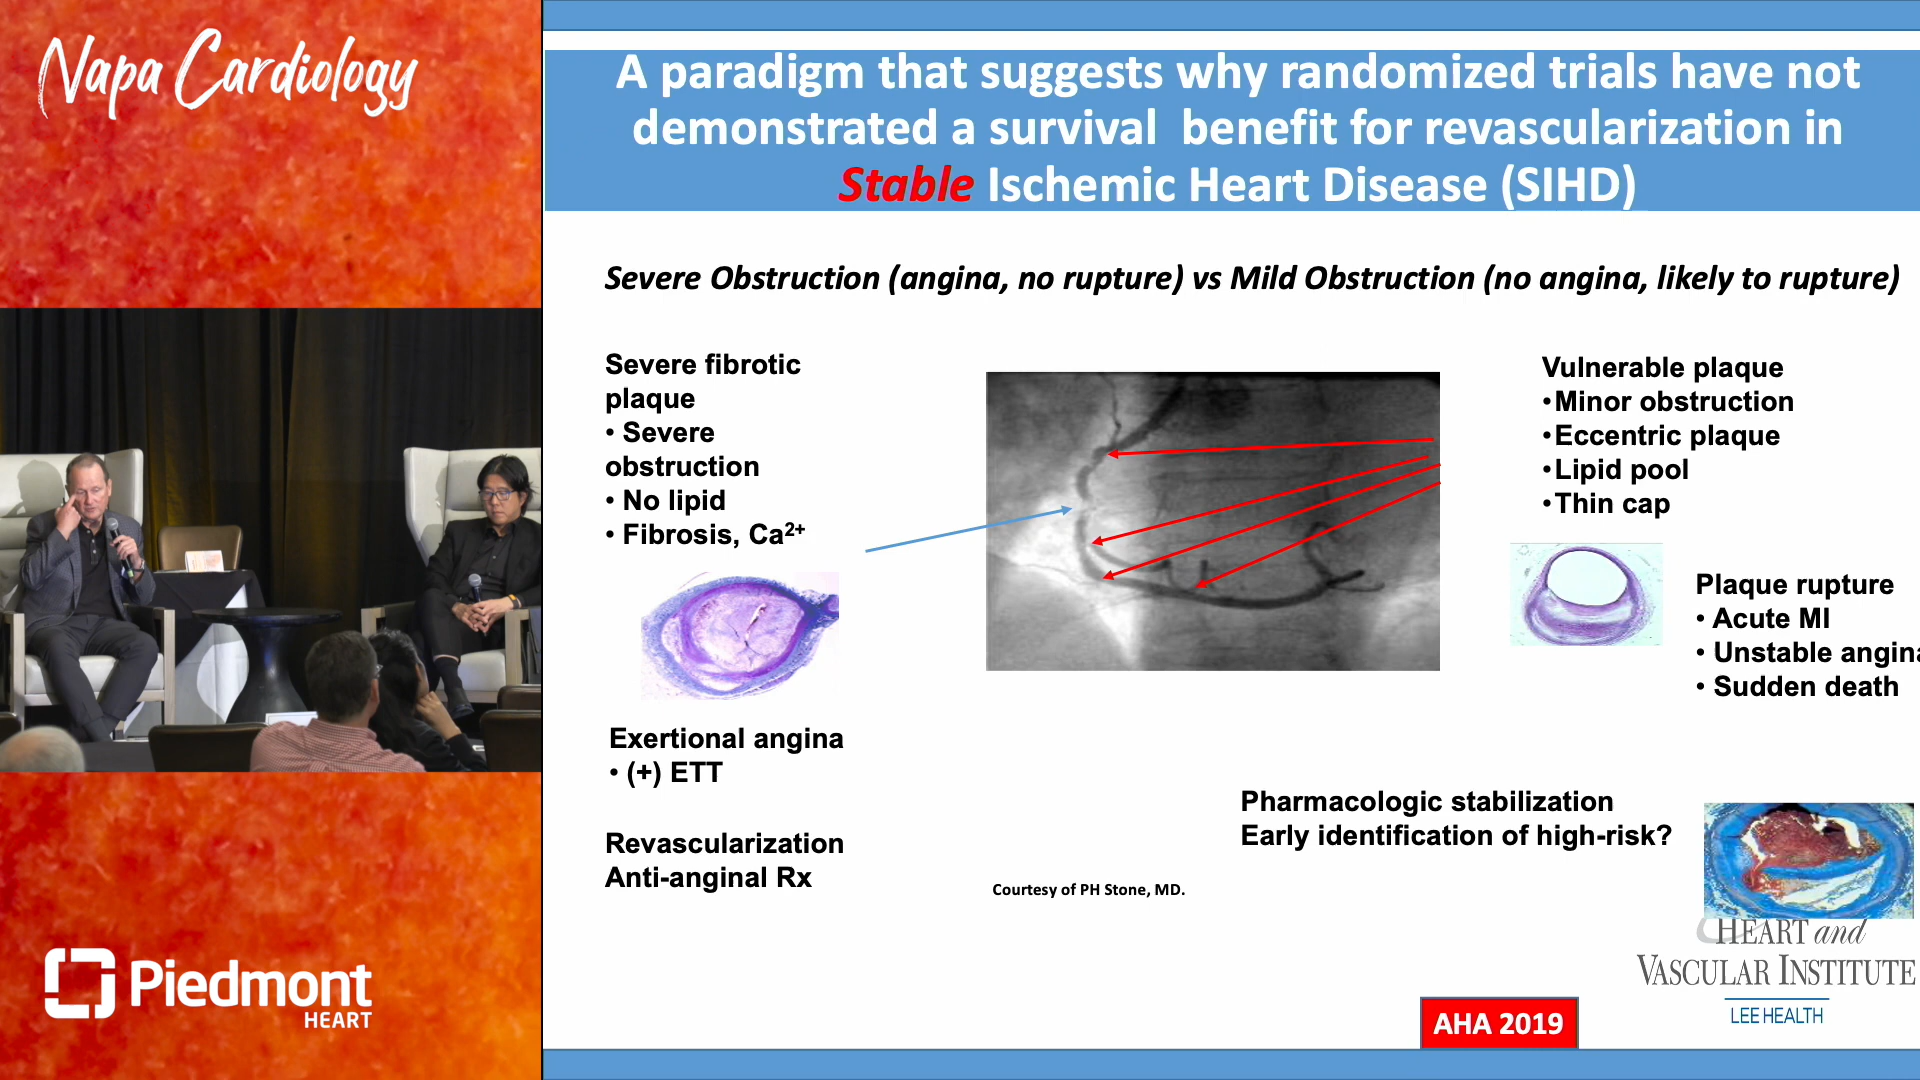 Napa Cardiology
A paradigm that suggests why randomized trials have not
demonstrated a survival benefit for revascularization in
Stable Ischemic Heart Disease (SIHD)
Severe Obstruction (angina, no rupture) vs Mild Obstruction (no angina, likely to rupture)
Severe fibrotic
plaque
• Severe
obstruction
• No lipid
• Fibrosis, Ca²⁺
Exertional angina
• (+) ETT
Revascularization
Anti-anginal Rx
Courtesy of PH Stone, MD.
Vulnerable plaque
•Minor obstruction
•Eccentric plaque
•Lipid pool
•Thin cap
Plaque rupture
• Acute MI
• Unstable angina
• Sudden death
Pharmacologic stabilization
Early identification of high-risk?
HEART and
VASCULAR INSTITUTE
LEE HEALTH
AHA 2019
Piedmont
HEART